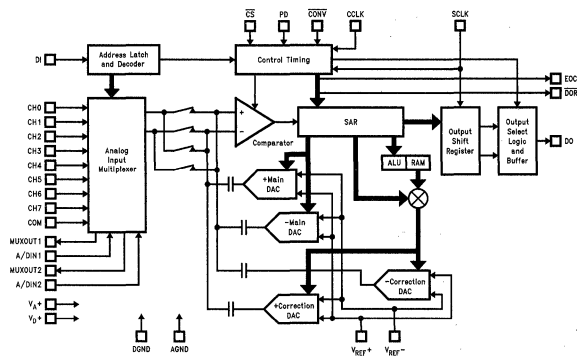 CS PD CONV CCLK SCLK
DI
Address Latch
and Decoder
Control Timing
EOC
DOR
CH0
CH1
CH2
CH3
CH4
CH5
CH6
CH7
COM
MUXOUT1
A/DIN1
MUXOUT2
A/DIN2
Analog
Input
Multiplexer
+
−
Comparator
SAR
ALU RAM
Output
Shift
Register
Output
Select
Logic
and
Buffer
DO
+Main
DAC
−Main
DAC
−Correction
DAC
+Correction
DAC
VA+
VD+
DGND AGND
VREF+ VREF−